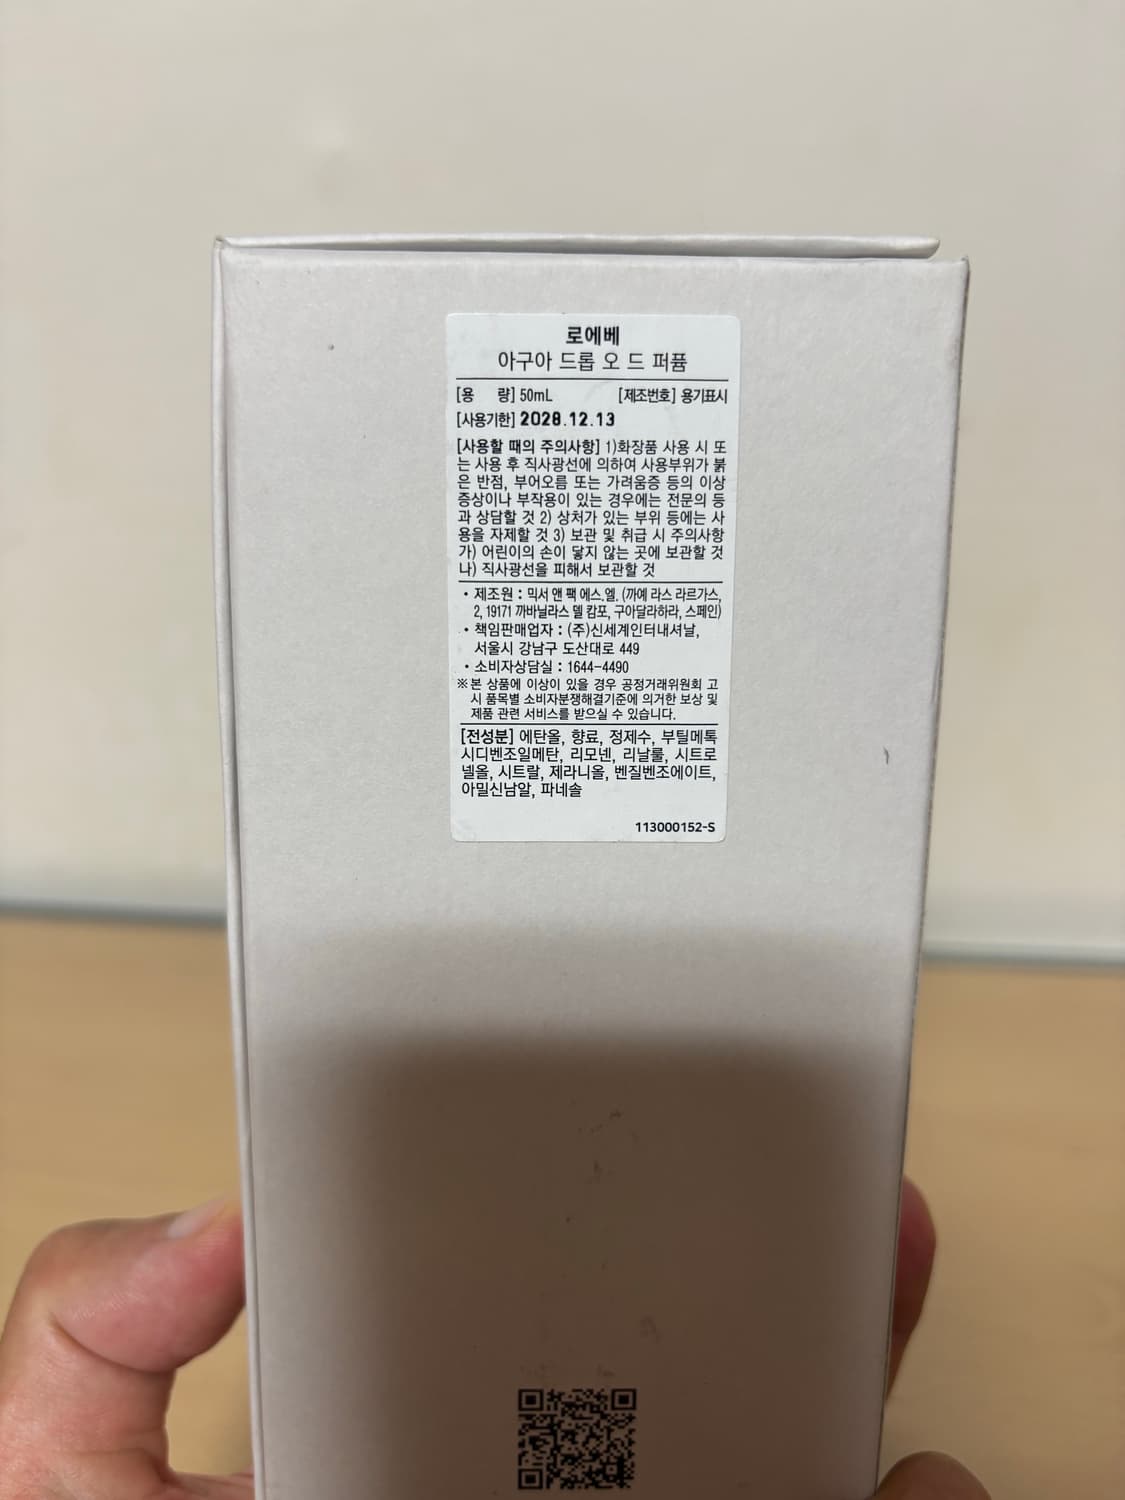 로에베
아구아 드롭 오 드 퍼퓸
[용 량] 50mL [제조번호] 용기표시
[사용기한] 2028.12.13
[사용할 때의 주의사항] 1)화장품 사용 시 또
는 사용 후 직사광선에 의하여 사용부위가 붉
은 반점, 부어오름 또는 가려움증 등의 이상
증상이나 부작용이 있는 경우에는 전문의 등
과 상담할 것 2) 상처가 있는 부위 등에는 사
용을 자제할 것 3) 보관 및 취급 시 주의사항
가) 어린이의 손이 닿지 않는 곳에 보관할 것
나) 직사광선을 피해서 보관할 것
• 제조원 : 믹서 앤 팩 에스.엘. (까예 라스 라르가스,
2, 19171 까바닐라스 델 캄포, 구아달라하라, 스페인)
• 책임판매업자 : (주)신세계인터내셔날,
서울시 강남구 도산대로 449
• 소비자상담실 : 1644-4490
※ 본 상품에 이상이 있을 경우 공정거래위원회 고
시 품목별 소비자분쟁해결기준에 의거한 보상 및
제품 관련 서비스를 받으실 수 있습니다.
[전성분] 에탄올, 향료, 정제수, 부틸메톡
시디벤조일메탄, 리모넨, 리날룰, 시트로
넬올, 시트랄, 제라니올, 벤질벤조에이트,
아밀신남알, 파네솔
113000152-S